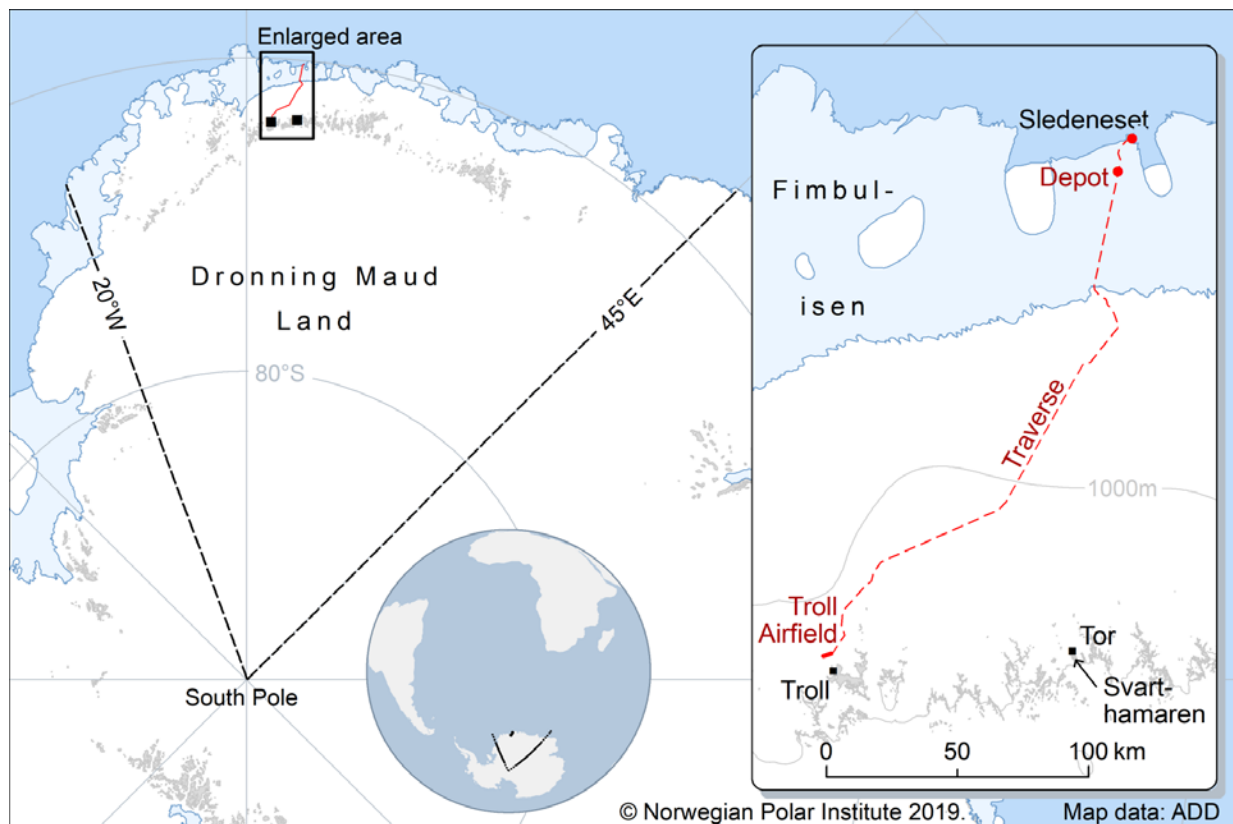 Enlarged area
Dronning Maud
Land
20°W
45°E
80°S
South Pole
Sledeneset
Depot
Fimbul-
isen
Traverse
1000m
Troll
Airfield
Troll
Tor
Svart-
hamaren
0 50 100 km
© Norwegian Polar Institute 2019. Map data: ADD